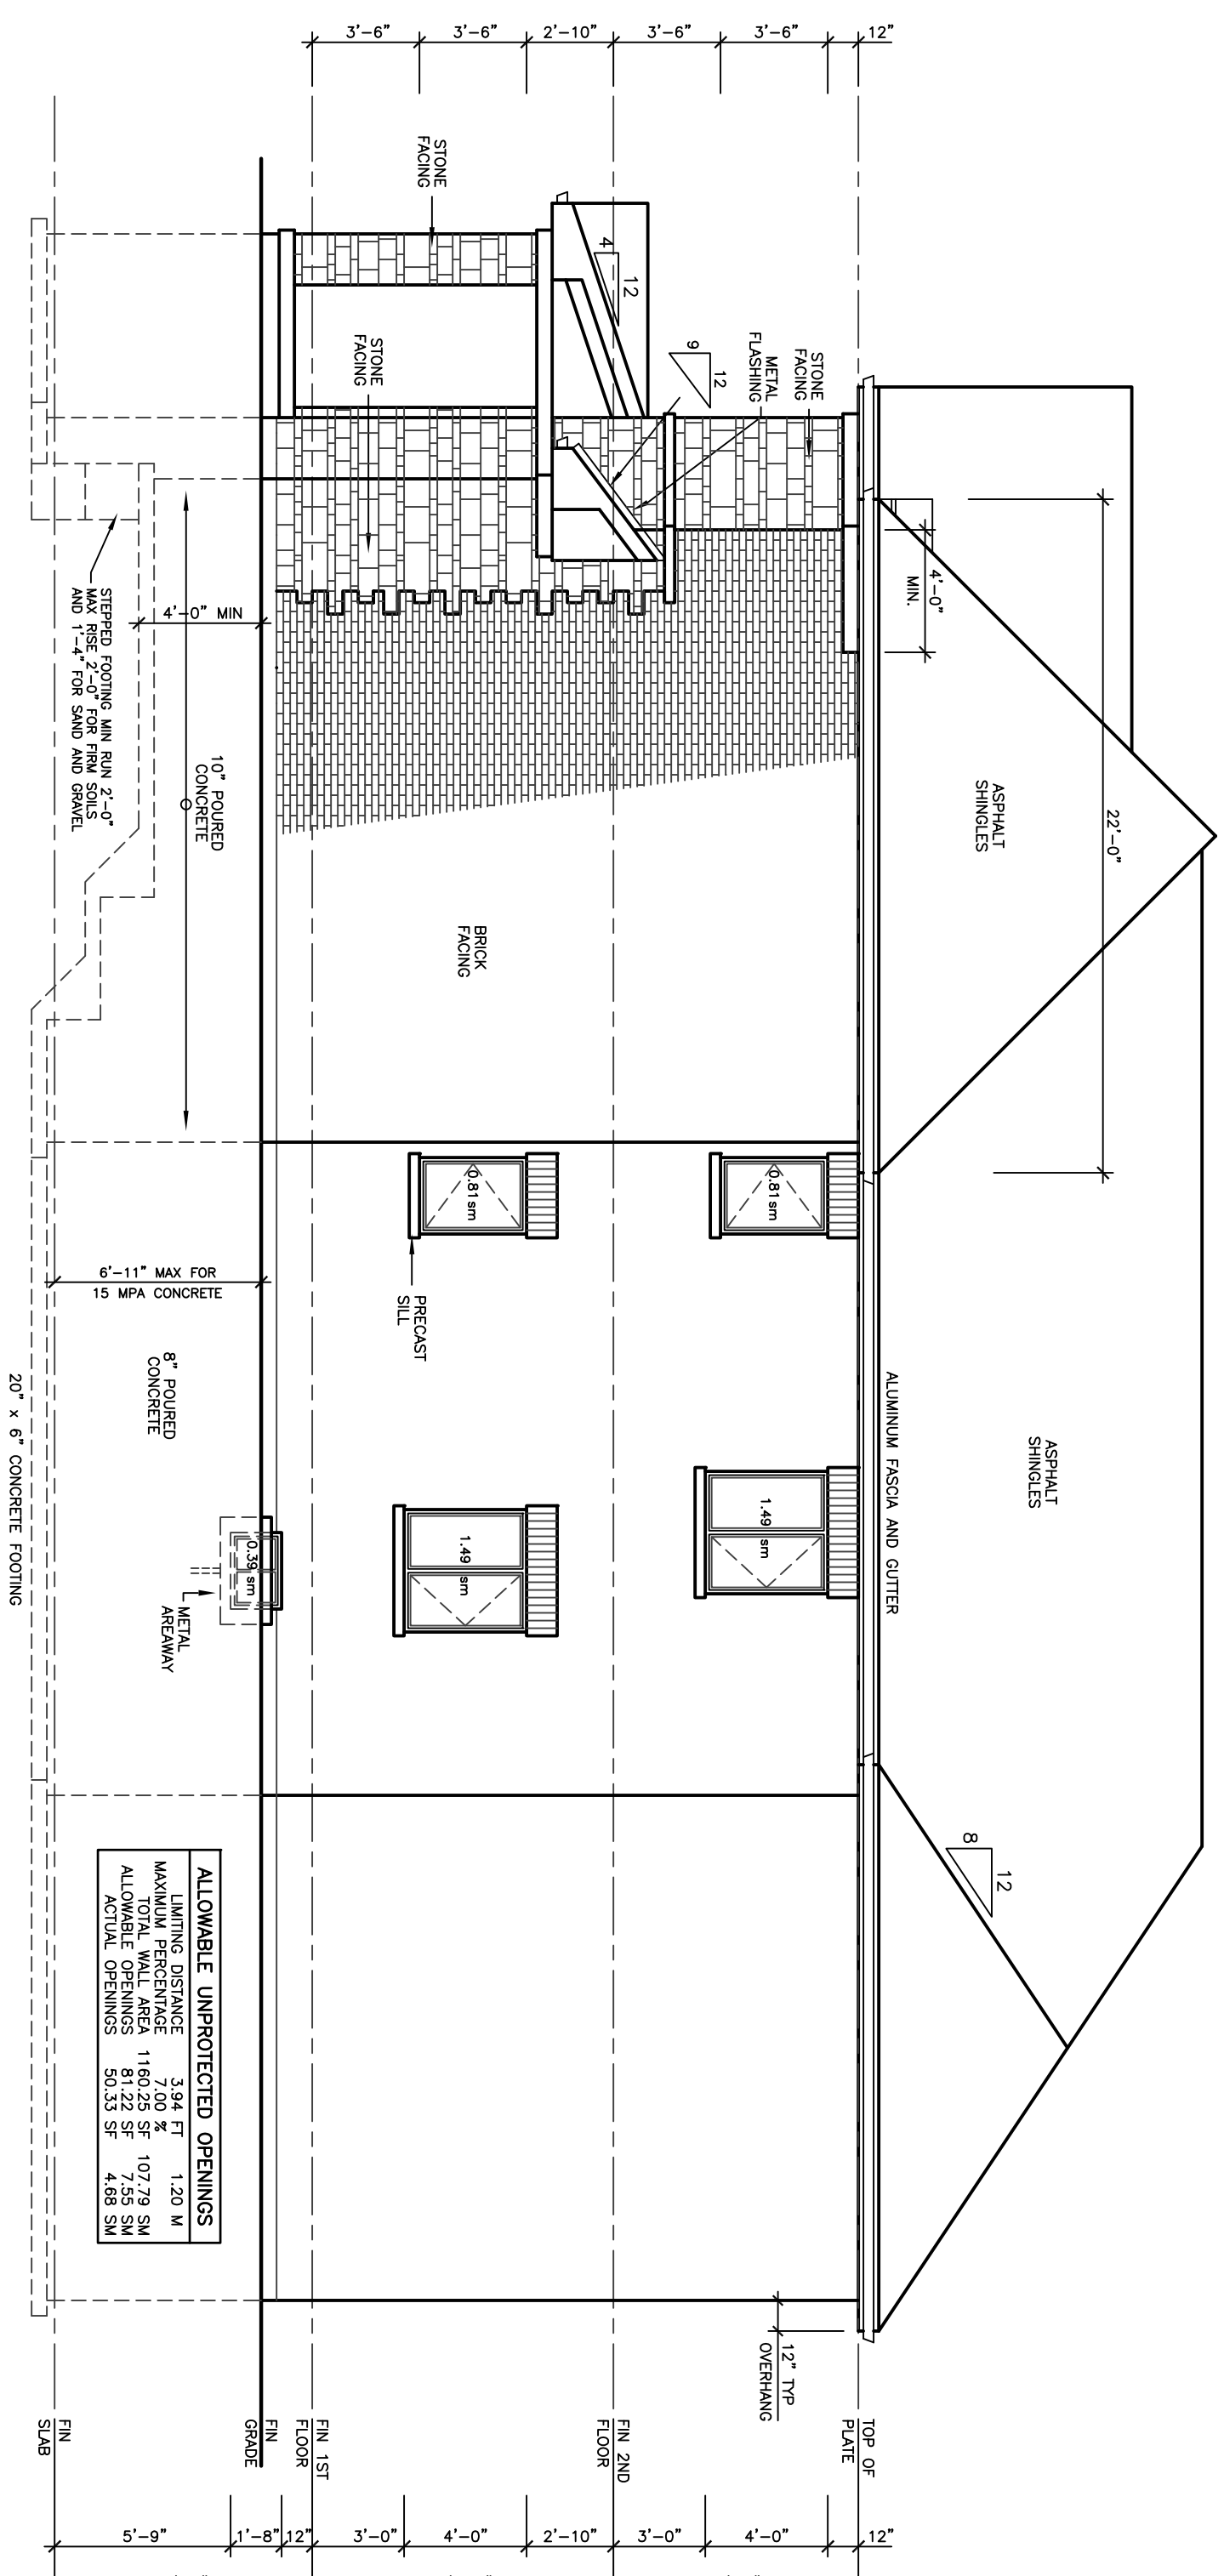 3'-6"
3'-6"
2'-10"
3'-6"
3'-6"
12"
STONE
FACING
4
12
STONE
FACING
9
12
METAL
FLASHING
STONE
FACING
4'-0"
MIN.
22'-0"
ASPHALT
SHINGLES
4'-0" MIN
STEPPED FOOTING MIN RUN 2'-0"
MAX RISE 2'-0" FOR FIRM SOILS
AND 1'-4" FOR SAND AND GRAVEL
10" POURED
CONCRETE
BRICK
FACING
0.81sm
0.81sm
PRECAST
SILL
6'-11" MAX FOR
15 MPA CONCRETE
8" POURED
CONCRETE
20" x 6" CONCRETE FOOTING
ALUMINUM FASCIA AND GUTTER
ASPHALT
SHINGLES
1.49 sm
1.49 sm
0.39 sm
METAL
AREAWAY
8
12
ALLOWABLE UNPROTECTED OPENINGS
LIMITING DISTANCE 3.94 FT 1.20 M
MAXIMUM PERCENTAGE 7.00 %
TOTAL WALL AREA 1160.25 SF 107.79 SM
ALLOWABLE OPENINGS 81.22 SF 7.55 SM
ACTUAL OPENINGS 50.33 SF 4.68 SM
12" TYP
OVERHANG
TOP OF
PLATE
FIN 2ND
FLOOR
FIN 1ST
FLOOR
FIN
GRADE
FIN
SLAB
5'-9"
1'-8"
12"
3'-0"
4'-0"
2'-10"
3'-0"
4'-0"
12"